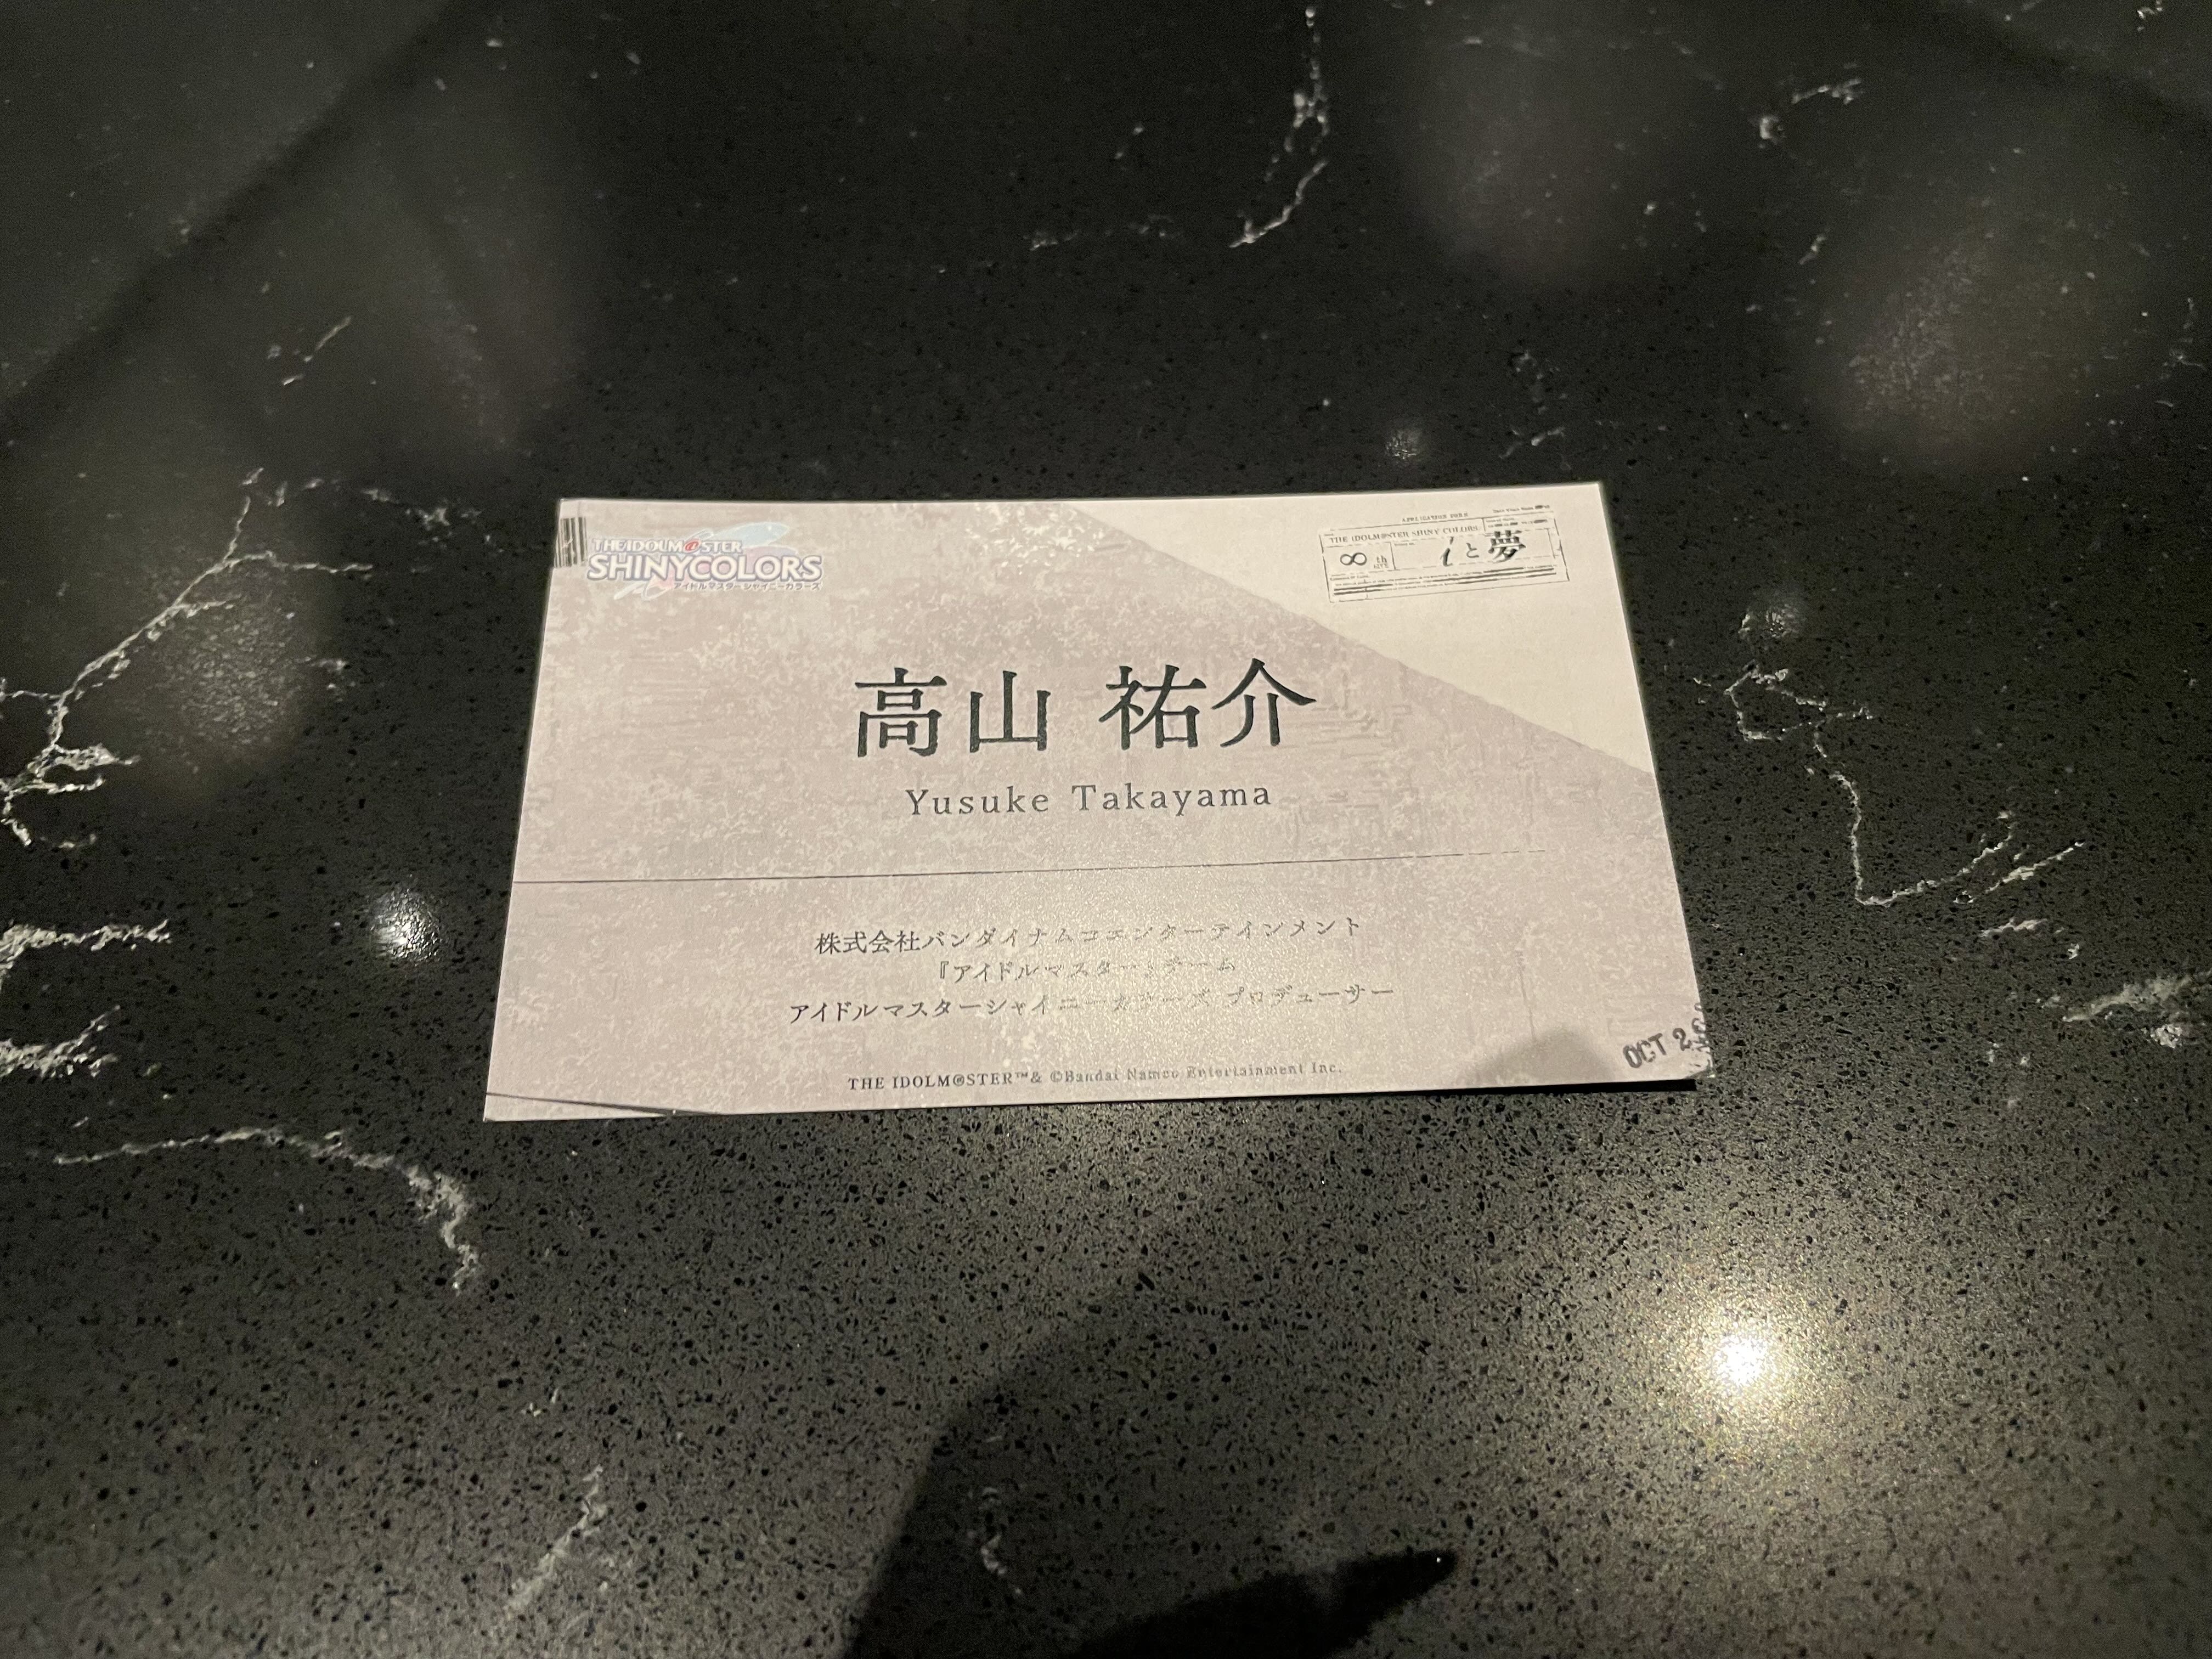 THE IDOLM@STER
SHINYCOLORS
アイドルマスター シャイニーカラーズ
THE IDOLM@STER SHINY COLORS
∞ th
iと夢
高山 祐介
Yusuke Takayama
株式会社バンダイナムコエンターテインメント
『アイドルマスター』チーム
アイドルマスターシャイニーカラーズ プロデューサー
THE IDOLM@STER™& ©Bandai Namco Entertainment Inc.
OCT 2